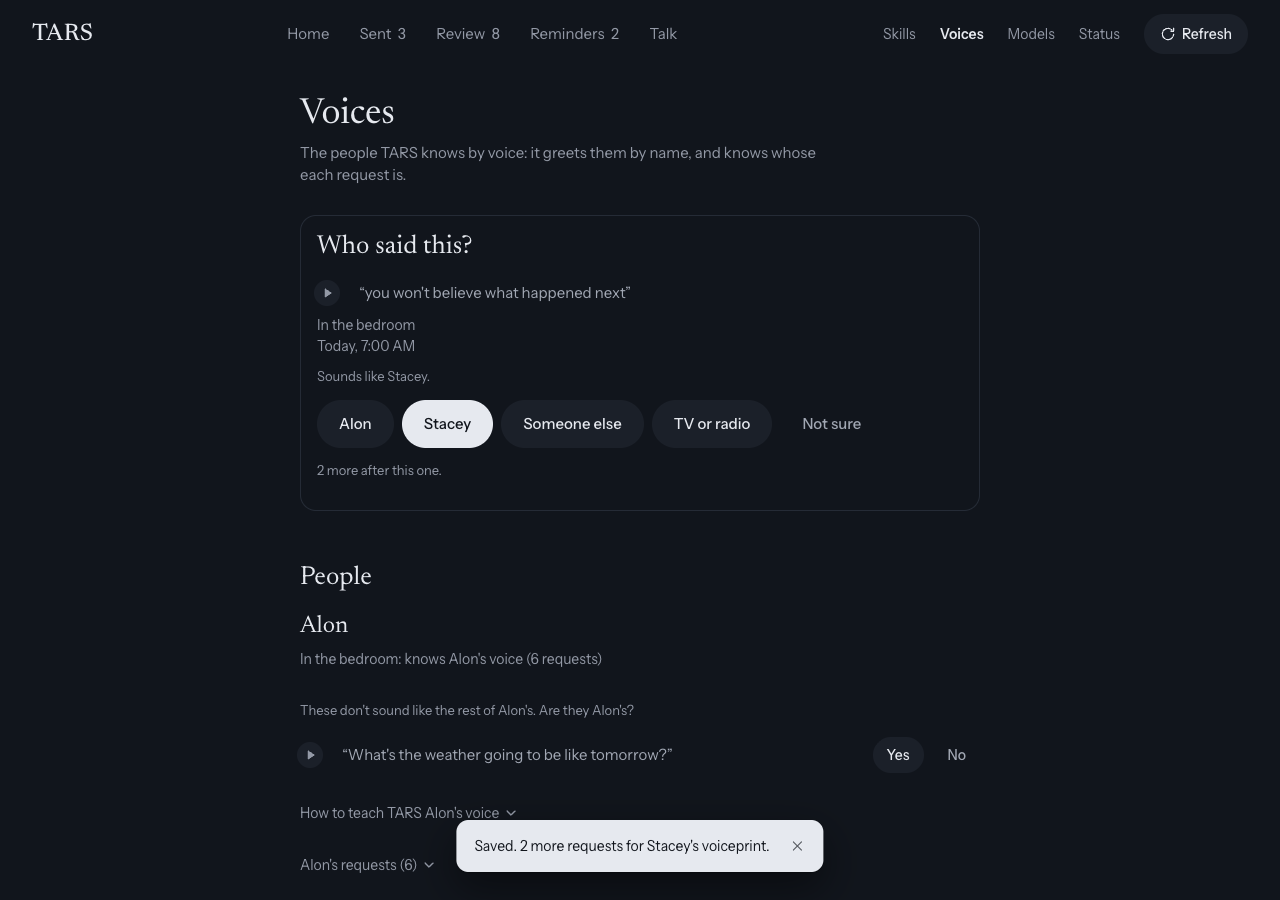 TARS
Home
Sent 3
Review 8
Reminders 2
Talk
Skills
Voices
Models
Status
Refresh
Voices
The people TARS knows by voice: it greets them by name, and knows whose
each request is.
Who said this?
“you won't believe what happened next”
In the bedroom
Today, 7:00 AM
Sounds like Stacey.
Alon
Stacey
Someone else
TV or radio
Not sure
2 more after this one.
People
Alon
In the bedroom: knows Alon's voice (6 requests)
These don't sound like the rest of Alon's. Are they Alon's?
“What's the weather going to be like tomorrow?”
Yes
No
How to teach TARS Alon's voice
Saved. 2 more requests for Stacey's voiceprint.
Alon's requests (6)